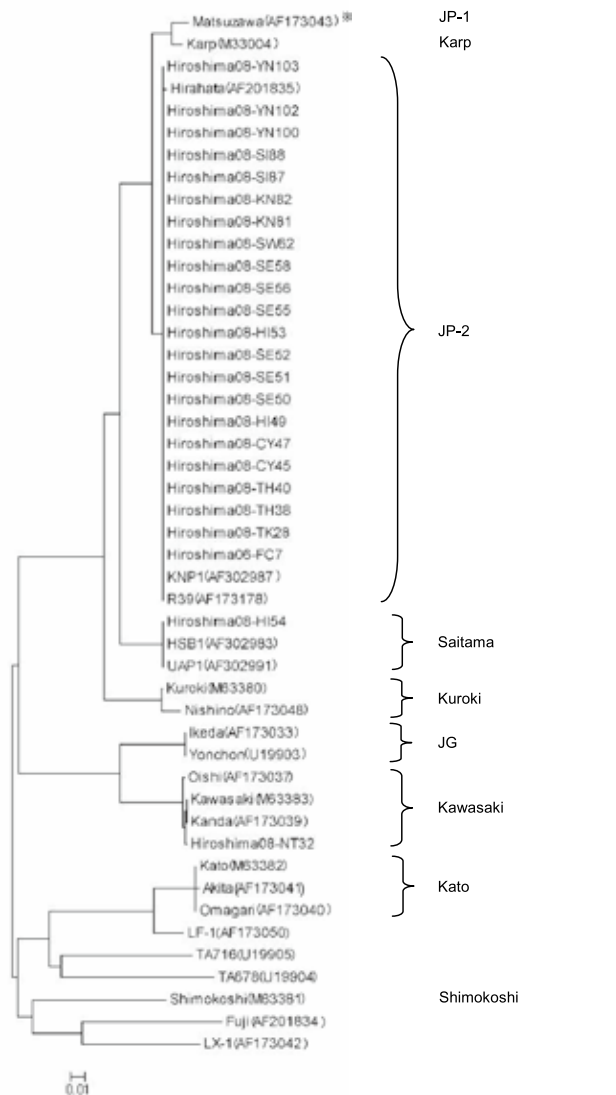 Matsuzawa(AF173043)※ JP-1
Karp(M33004) Karp
Hiroshima08-YN103
Hirahata(AF201835)
Hiroshima08-YN102
Hiroshima08-YN100
Hiroshima08-SI88
Hiroshima08-SI87
Hiroshima08-KN82
Hiroshima08-KN81
Hiroshima08-SW62
Hiroshima08-SE58
Hiroshima08-SE56
Hiroshima08-SE55
Hiroshima08-HI53 JP-2
Hiroshima08-SE52
Hiroshima08-SE51
Hiroshima08-SE50
Hiroshima08-HI49
Hiroshima08-CY47
Hiroshima08-CY45
Hiroshima08-TH40
Hiroshima08-TH38
Hiroshima08-TK28
Hiroshima06-FC7
KNP1(AF302987)
R39(AF173178)
Hiroshima08-HI54
HSB1(AF302983) Saitama
UAP1(AF302991)
Kuroki(M63380) Kuroki
Nishino(AF173048)
Ikeda(AF173033) JG
Yonchon(U19903)
Oishi(AF173037)
Kawasaki(M63383) Kawasaki
Kanda(AF173039)
Hiroshima08-NT32
Kato(M63382)
Akita(AF173041) Kato
Omagari(AF173040)
LF-1(AF173050)
TA716(U19905)
TA678(U19904)
Shimokoshi(M63381) Shimokoshi
Fuji(AF201834)
LX-1(AF173042)
0.01